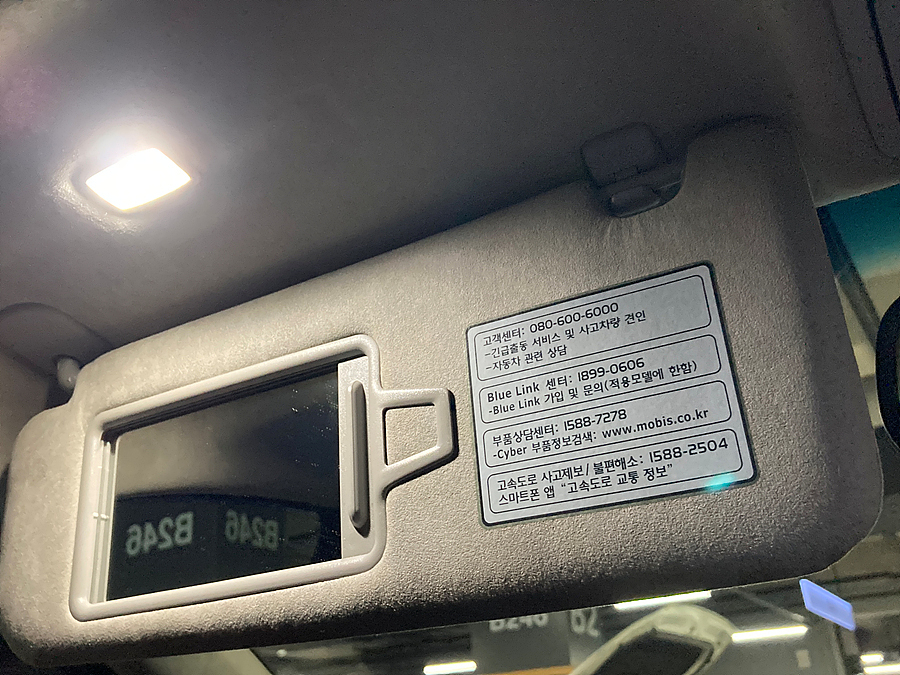 고객센터: 080-600-6000
-긴급출동 서비스 및 사고차량 견인
-자동차 관련 상담
Blue Link 센터: 1899-0606
-Blue Link 가입 및 문의(적용모델에 한함)
부품상담센터: 1588-7278
-Cyber 부품정보검색: www.mobis.co.kr
고속도로 사고제보/불편해소: 1588-2504
스마트폰 앱 "고속도로 교통 정보"
B246 B246
B246 B2